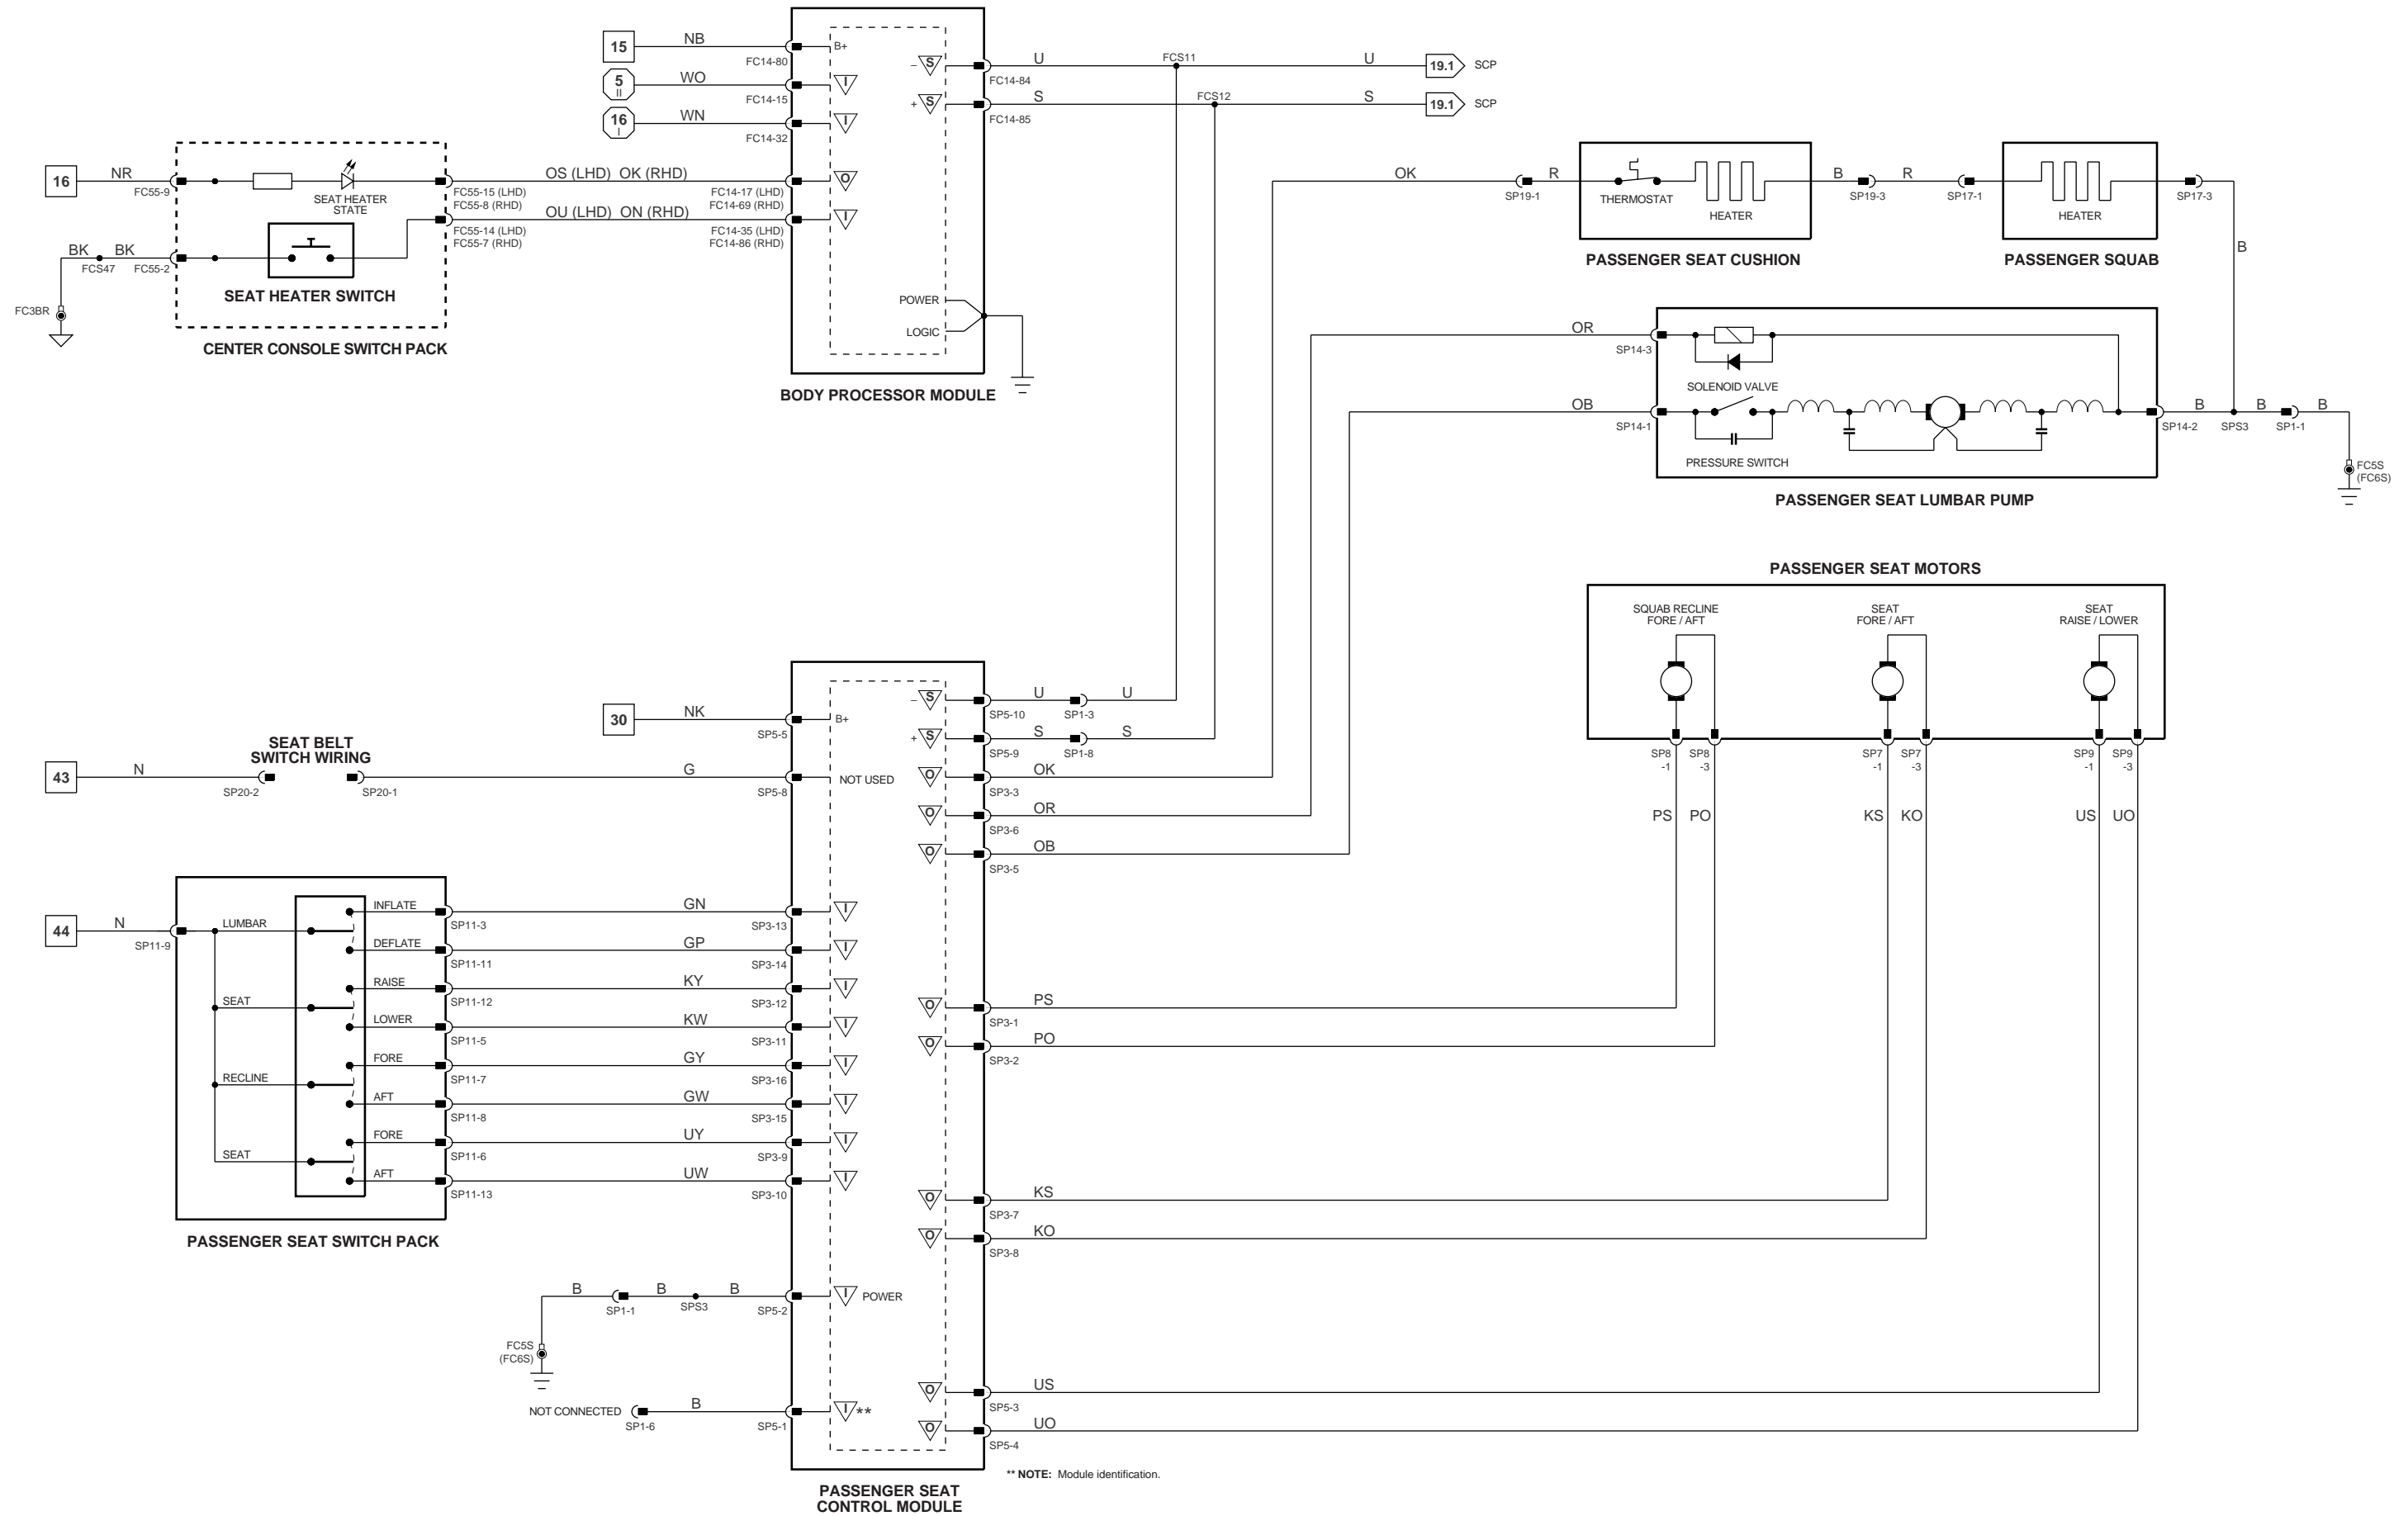 15
NB
FC14-80
B+
5
II
WO
FC14-15
I
16
I
WN
FC14-32
I
– S
FC14-84
U
FCS11
U
19.1
SCP
+ S
FC14-85
S
FCS12
S
19.1
SCP
16
NR
FC55-9
SEAT HEATER
STATE
FC55-15 (LHD)
FC55-8 (RHD)
OS (LHD) OK (RHD)
FC14-17 (LHD)
FC14-69 (RHD)
O
FC55-14 (LHD)
FC55-7 (RHD)
OU (LHD) ON (RHD)
FC14-35 (LHD)
FC14-86 (RHD)
I
BK
BK
FCS47
FC55-2
FC3BR
SEAT HEATER SWITCH
CENTER CONSOLE SWITCH PACK
POWER
LOGIC
BODY PROCESSOR MODULE
OK
SP19-1
R
THERMOSTAT
HEATER
PASSENGER SEAT CUSHION
B
SP19-3
R
SP17-1
HEATER
PASSENGER SQUAB
SP17-3
B
OR
SP14-3
SOLENOID VALVE
OB
SP14-1
PRESSURE SWITCH
PASSENGER SEAT LUMBAR PUMP
SP14-2
B
SPS3
B
SP1-1
B
FC5S
(FC6S)
PASSENGER SEAT MOTORS
SQUAB RECLINE
FORE / AFT
SEAT
FORE / AFT
SEAT
RAISE / LOWER
SP8
-1
SP8
-3
SP7
-1
SP7
-3
SP9
-1
SP9
-3
PS
PO
KS
KO
US
UO
30
NK
SP5-5
B+
– S
SP5-10
U
SP1-3
U
+ S
SP5-9
S
SP1-8
S
43
N
SP20-2
SEAT BELT
SWITCH WIRING
SP20-1
G
SP5-8
NOT USED
O
SP3-3
OK
O
SP3-6
OR
O
SP3-5
OB
44
N
SP11-9
LUMBAR
INFLATE
SP11-3
GN
SP3-13
I
DEFLATE
SP11-11
GP
SP3-14
I
SEAT
RAISE
SP11-12
KY
SP3-12
I
LOWER
SP11-5
KW
SP3-11
I
RECLINE
FORE
SP11-7
GY
SP3-16
I
AFT
SP11-8
GW
SP3-15
I
SEAT
FORE
SP11-6
UY
SP3-9
I
AFT
SP11-13
UW
SP3-10
I
PASSENGER SEAT SWITCH PACK
O
SP3-1
PS
O
SP3-2
PO
O
SP3-7
KS
O
SP3-8
KO
B
SP1-1
B
SPS3
B
SP5-2
I
POWER
FC5S
(FC6S)
NOT CONNECTED
SP1-6
B
SP5-1
I **
O
SP5-3
US
O
SP5-4
UO
** NOTE: Module identification.
PASSENGER SEAT
CONTROL MODULE